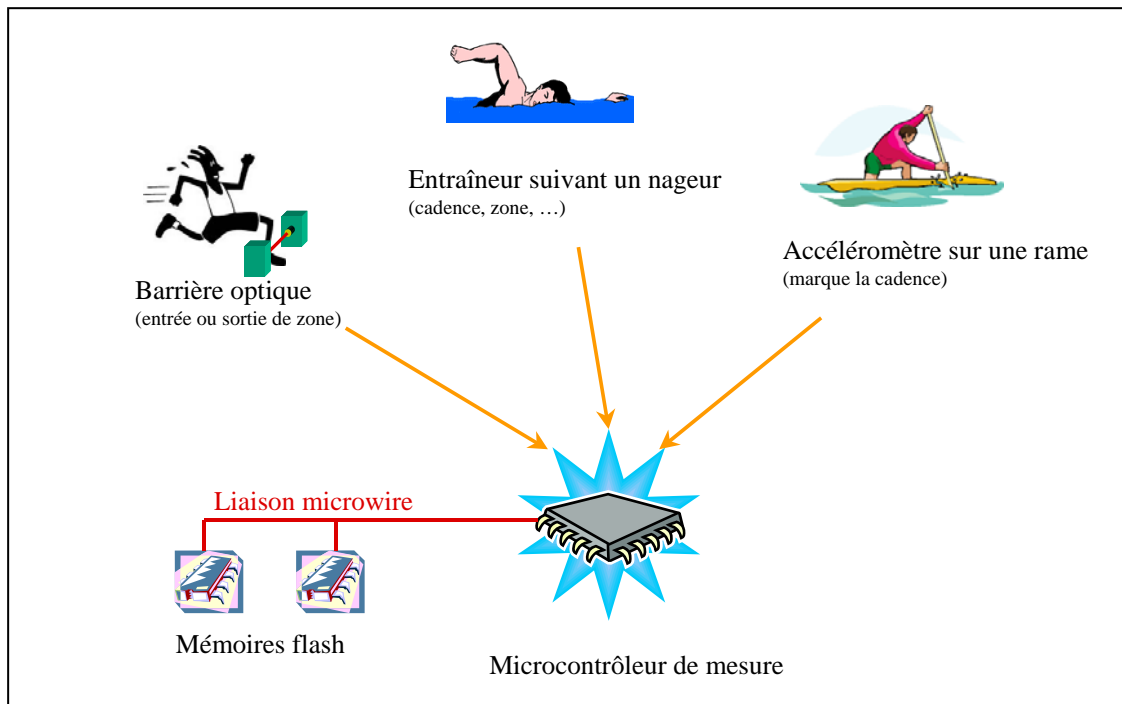 Entraîneur suivant un nageur
(cadence, zone, …)
Accéléromètre sur une rame
(marque la cadence)
Barrière optique
(entrée ou sortie de zone)
Liaison microwire
Mémoires flash
Microcontrôleur de mesure